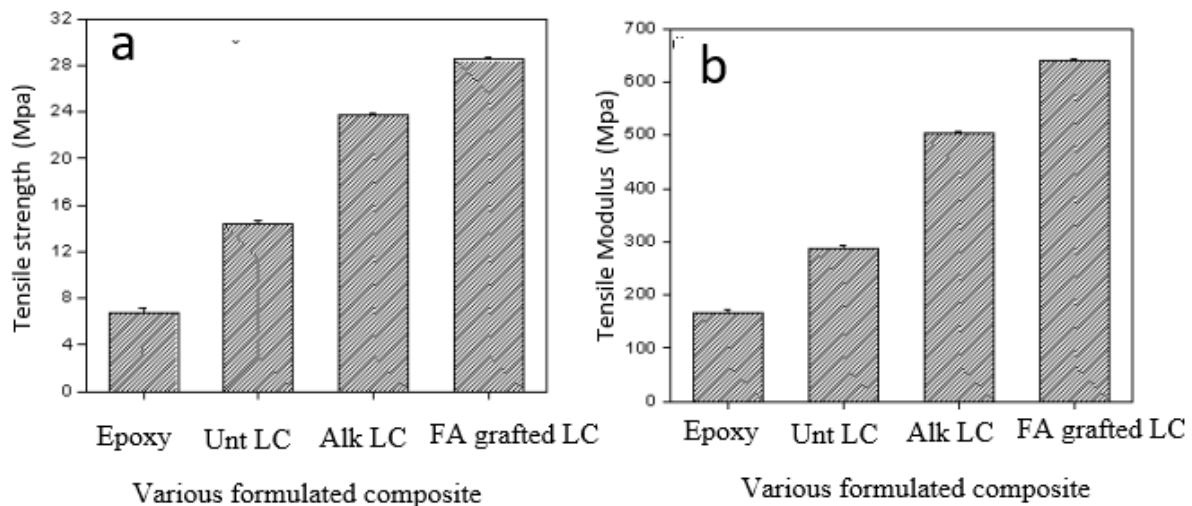 a
Tensile strength (Mpa)
32
28
24
20
16
12
8
4
0
Epoxy Unt LC Alk LC FA grafted LC
Various formulated composite
b
Tensile Modulus (Mpa)
700
600
500
400
300
200
100
0
Epoxy Unt LC Alk LC FA grafted LC
Various formulated composite